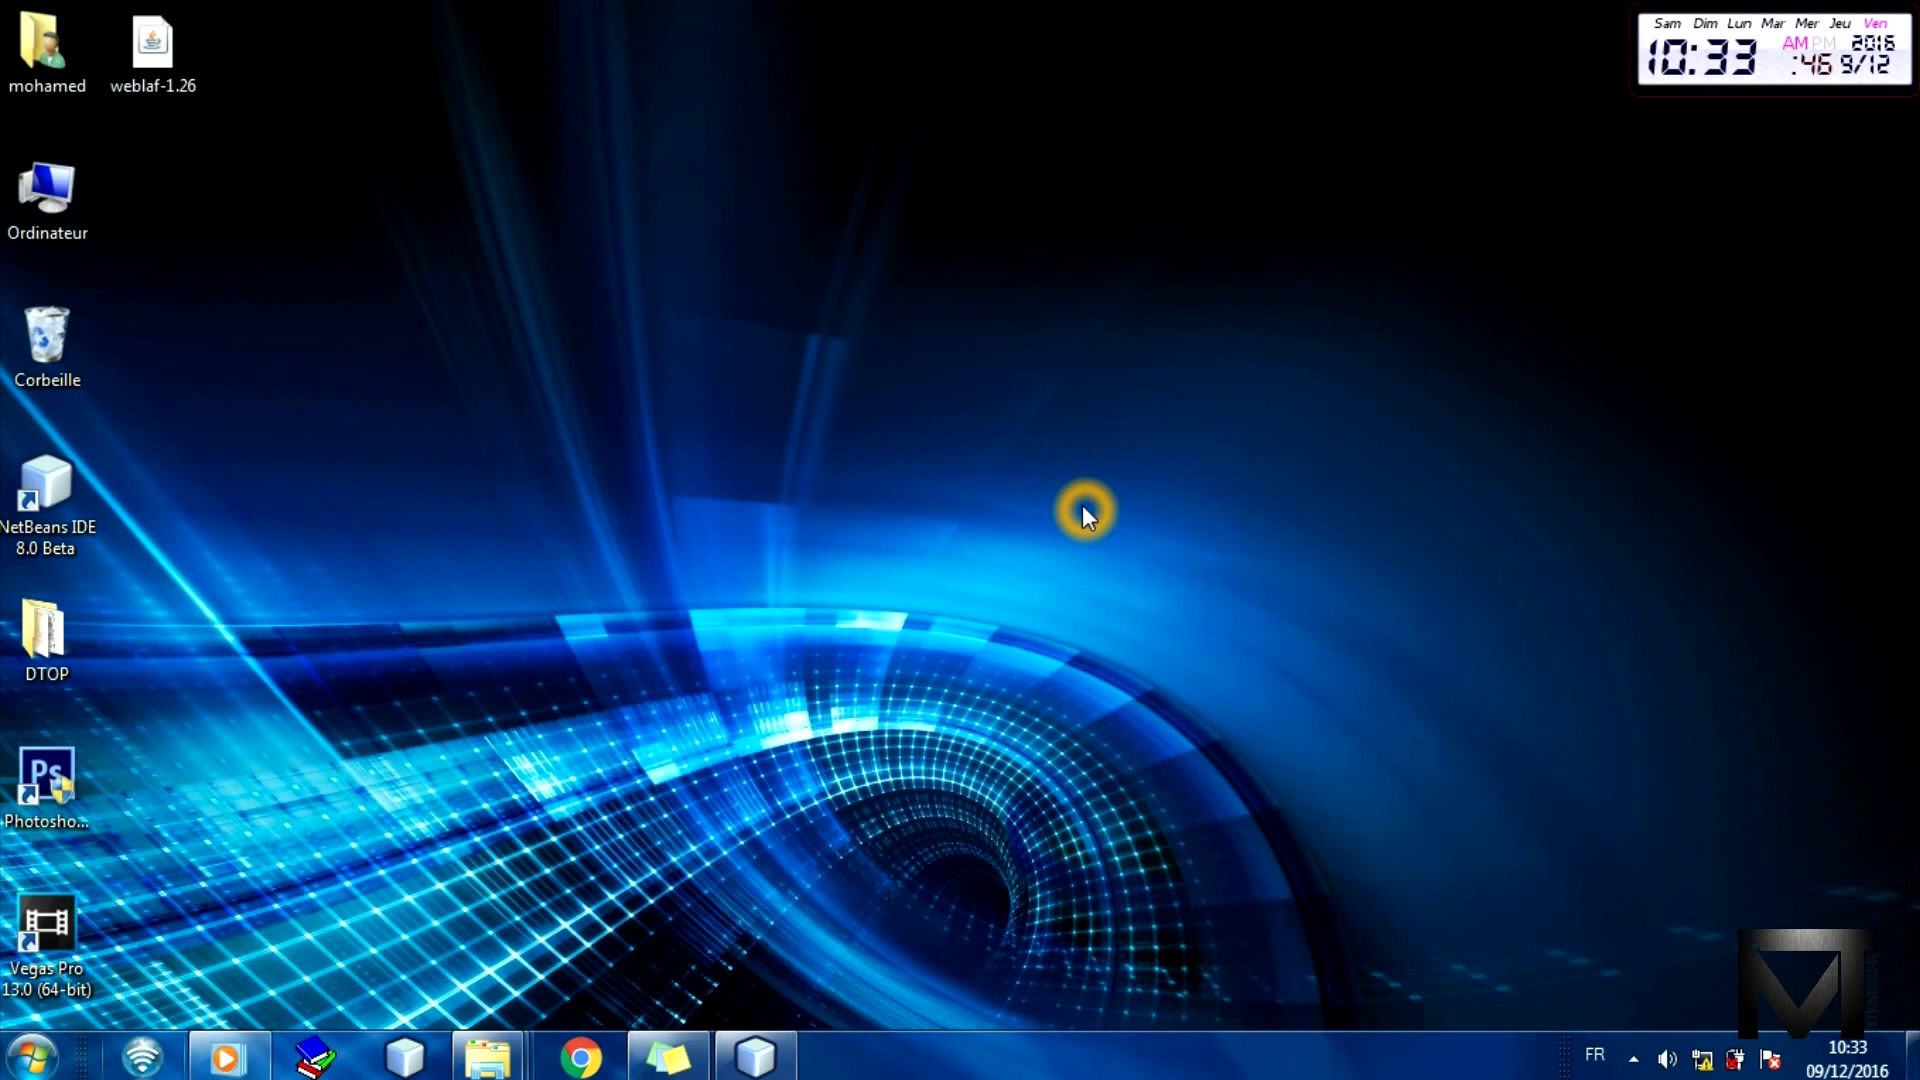 mohamed
weblaf-1.26
Ordinateur
Corbeille
NetBeans IDE
8.0 Beta
DTOP
Ps
Photosho...
Vegas Pro
13.0 (64-bit)
Sam Dim Lun Mar Mer Jeu Ven
AM PM 2016
10:33 :46 9/12
FR
10:33
09/12/2016